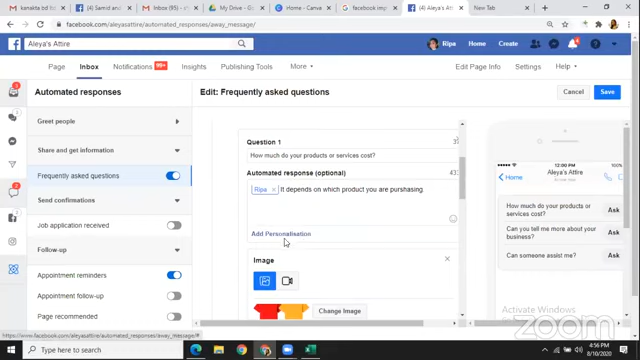 kanakta bd b
Samid and
Inbox (9) - m
My Drive - G
Home - Canva
facebook imp
(4) Aleya's A
New Tab
facebook.com/aleyasattire/automated_responses/away_message/
Aleya's Attire
Ripa
Home
Create
4
Page
Inbox
Notifications 99+
Insights
Publishing Tools
More
Edit Page Info
Settings
Help
Automated responses
Edit: Frequently asked questions
Cancel
Save
Greet people
Share and get information
Frequently asked questions
Send confirmations
Job application received
Follow-up
Appointment reminders
Appointment follow-up
Page recommended
Question 1
How much do your products or services cost?
Automated response (optional)
Ripa × It depends on which product you are purshasing.
Add Personalisation
Image
Change Image
12:00 PM
Home
Aleya's Attire
How much do your products or services cost?
Ask
Can you tell me more about your business?
Ask
Can someone assist me?
Ask
Activate Windows
zoom
https://www.facebook.com/aleyasattire/automated_responses/away_message/#
Type here to search
4:56 PM
8/10/2020